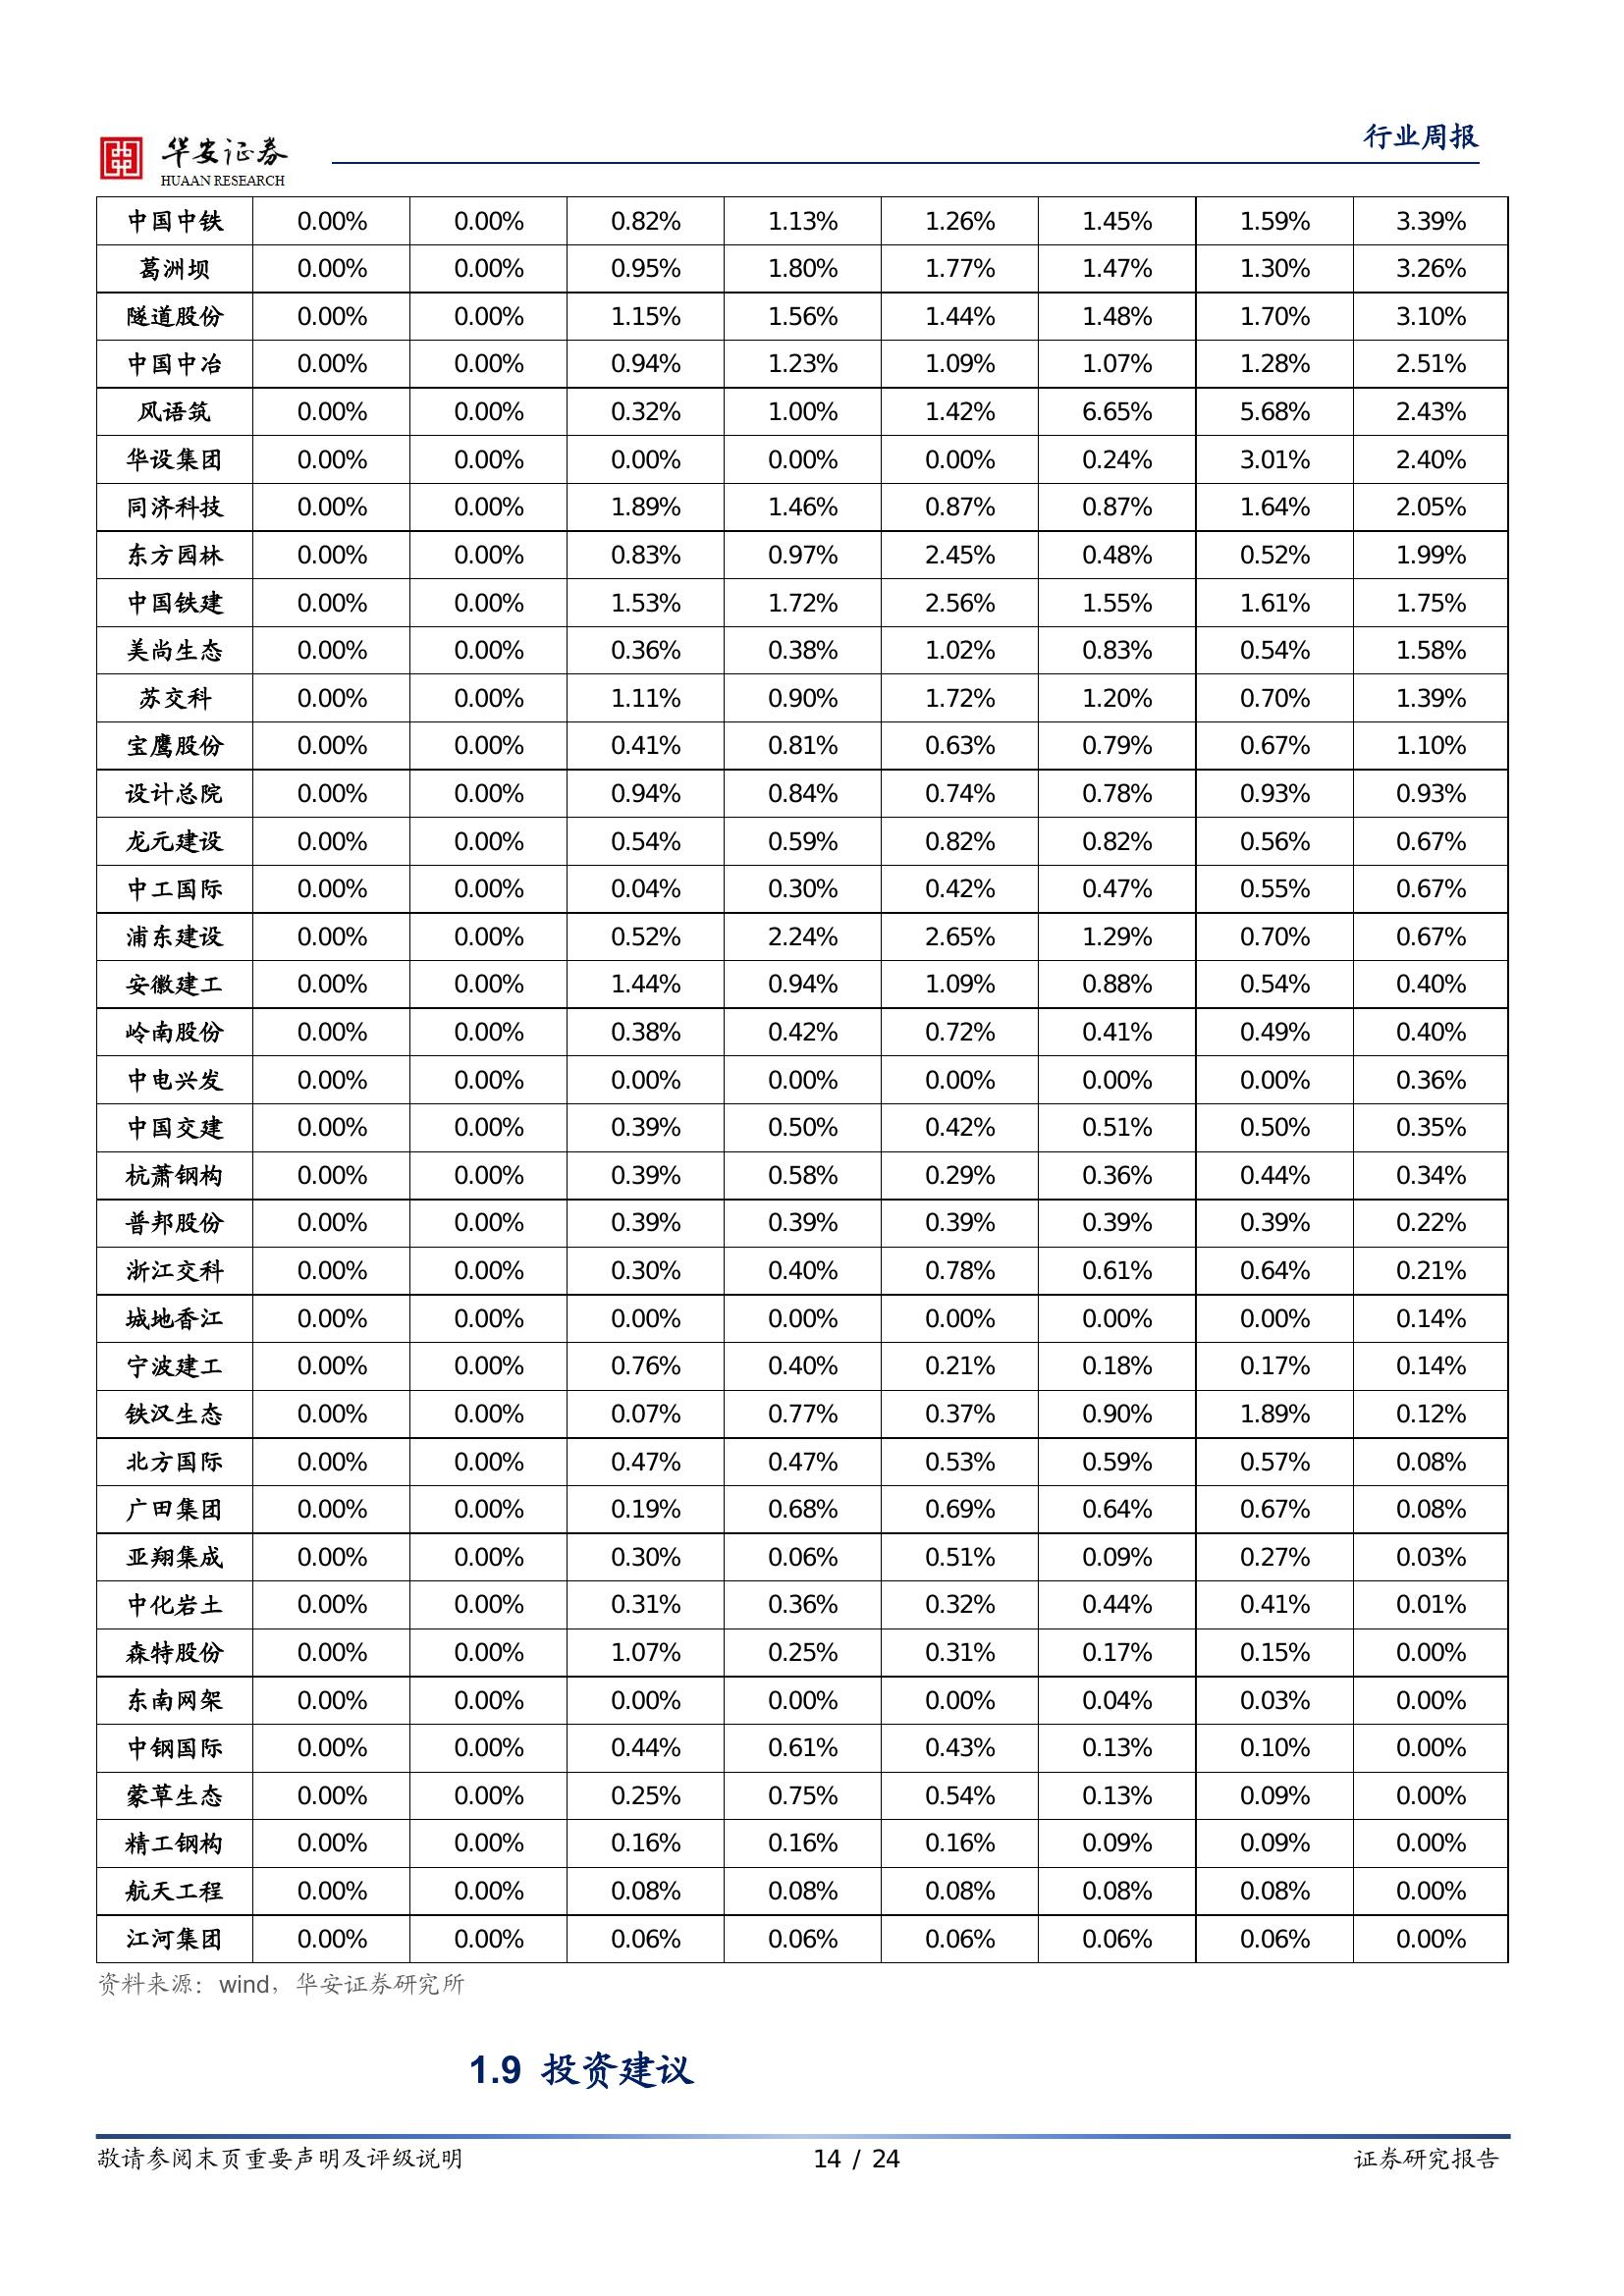 华安证券
HUAAN RESEARCH
行业周报
中国中铁 0.00% 0.00% 0.82% 1.13% 1.26% 1.45% 1.59% 3.39%
葛洲坝 0.00% 0.00% 0.95% 1.80% 1.77% 1.47% 1.30% 3.26%
隧道股份 0.00% 0.00% 1.15% 1.56% 1.44% 1.48% 1.70% 3.10%
中国中冶 0.00% 0.00% 0.94% 1.23% 1.09% 1.07% 1.28% 2.51%
风语筑 0.00% 0.00% 0.32% 1.00% 1.42% 6.65% 5.68% 2.43%
华设集团 0.00% 0.00% 0.00% 0.00% 0.00% 0.24% 3.01% 2.40%
同济科技 0.00% 0.00% 1.89% 1.46% 0.87% 0.87% 1.64% 2.05%
东方园林 0.00% 0.00% 0.83% 0.97% 2.45% 0.48% 0.52% 1.99%
中国铁建 0.00% 0.00% 1.53% 1.72% 2.56% 1.55% 1.61% 1.75%
美尚生态 0.00% 0.00% 0.36% 0.38% 1.02% 0.83% 0.54% 1.58%
苏交科 0.00% 0.00% 1.11% 0.90% 1.72% 1.20% 0.70% 1.39%
宝鹰股份 0.00% 0.00% 0.41% 0.81% 0.63% 0.79% 0.67% 1.10%
设计总院 0.00% 0.00% 0.94% 0.84% 0.74% 0.78% 0.93% 0.93%
龙元建设 0.00% 0.00% 0.54% 0.59% 0.82% 0.82% 0.56% 0.67%
中工国际 0.00% 0.00% 0.04% 0.30% 0.42% 0.47% 0.55% 0.67%
浦东建设 0.00% 0.00% 0.52% 2.24% 2.65% 1.29% 0.70% 0.67%
安徽建工 0.00% 0.00% 1.44% 0.94% 1.09% 0.88% 0.54% 0.40%
岭南股份 0.00% 0.00% 0.38% 0.42% 0.72% 0.41% 0.49% 0.40%
中电兴发 0.00% 0.00% 0.00% 0.00% 0.00% 0.00% 0.00% 0.36%
中国交建 0.00% 0.00% 0.39% 0.50% 0.42% 0.51% 0.50% 0.35%
杭萧钢构 0.00% 0.00% 0.39% 0.58% 0.29% 0.36% 0.44% 0.34%
普邦股份 0.00% 0.00% 0.39% 0.39% 0.39% 0.39% 0.39% 0.22%
浙江交科 0.00% 0.00% 0.30% 0.40% 0.78% 0.61% 0.64% 0.21%
城地香江 0.00% 0.00% 0.00% 0.00% 0.00% 0.00% 0.00% 0.14%
宁波建工 0.00% 0.00% 0.76% 0.40% 0.21% 0.18% 0.17% 0.14%
铁汉生态 0.00% 0.00% 0.07% 0.77% 0.37% 0.90% 1.89% 0.12%
北方国际 0.00% 0.00% 0.47% 0.47% 0.53% 0.59% 0.57% 0.08%
广田集团 0.00% 0.00% 0.19% 0.68% 0.69% 0.64% 0.67% 0.08%
亚翔集成 0.00% 0.00% 0.30% 0.06% 0.51% 0.09% 0.27% 0.03%
中化岩土 0.00% 0.00% 0.31% 0.36% 0.32% 0.44% 0.41% 0.01%
森特股份 0.00% 0.00% 1.07% 0.25% 0.31% 0.17% 0.15% 0.00%
东南网架 0.00% 0.00% 0.00% 0.00% 0.00% 0.04% 0.03% 0.00%
中钢国际 0.00% 0.00% 0.44% 0.61% 0.43% 0.13% 0.10% 0.00%
蒙草生态 0.00% 0.00% 0.25% 0.75% 0.54% 0.13% 0.09% 0.00%
精工钢构 0.00% 0.00% 0.16% 0.16% 0.16% 0.09% 0.09% 0.00%
航天工程 0.00% 0.00% 0.08% 0.08% 0.08% 0.08% 0.08% 0.00%
江河集团 0.00% 0.00% 0.06% 0.06% 0.06% 0.06% 0.06% 0.00%
资料来源：wind，华安证券研究所
1.9 投资建议
敬请参阅末页重要声明及评级说明 14 / 24 证券研究报告